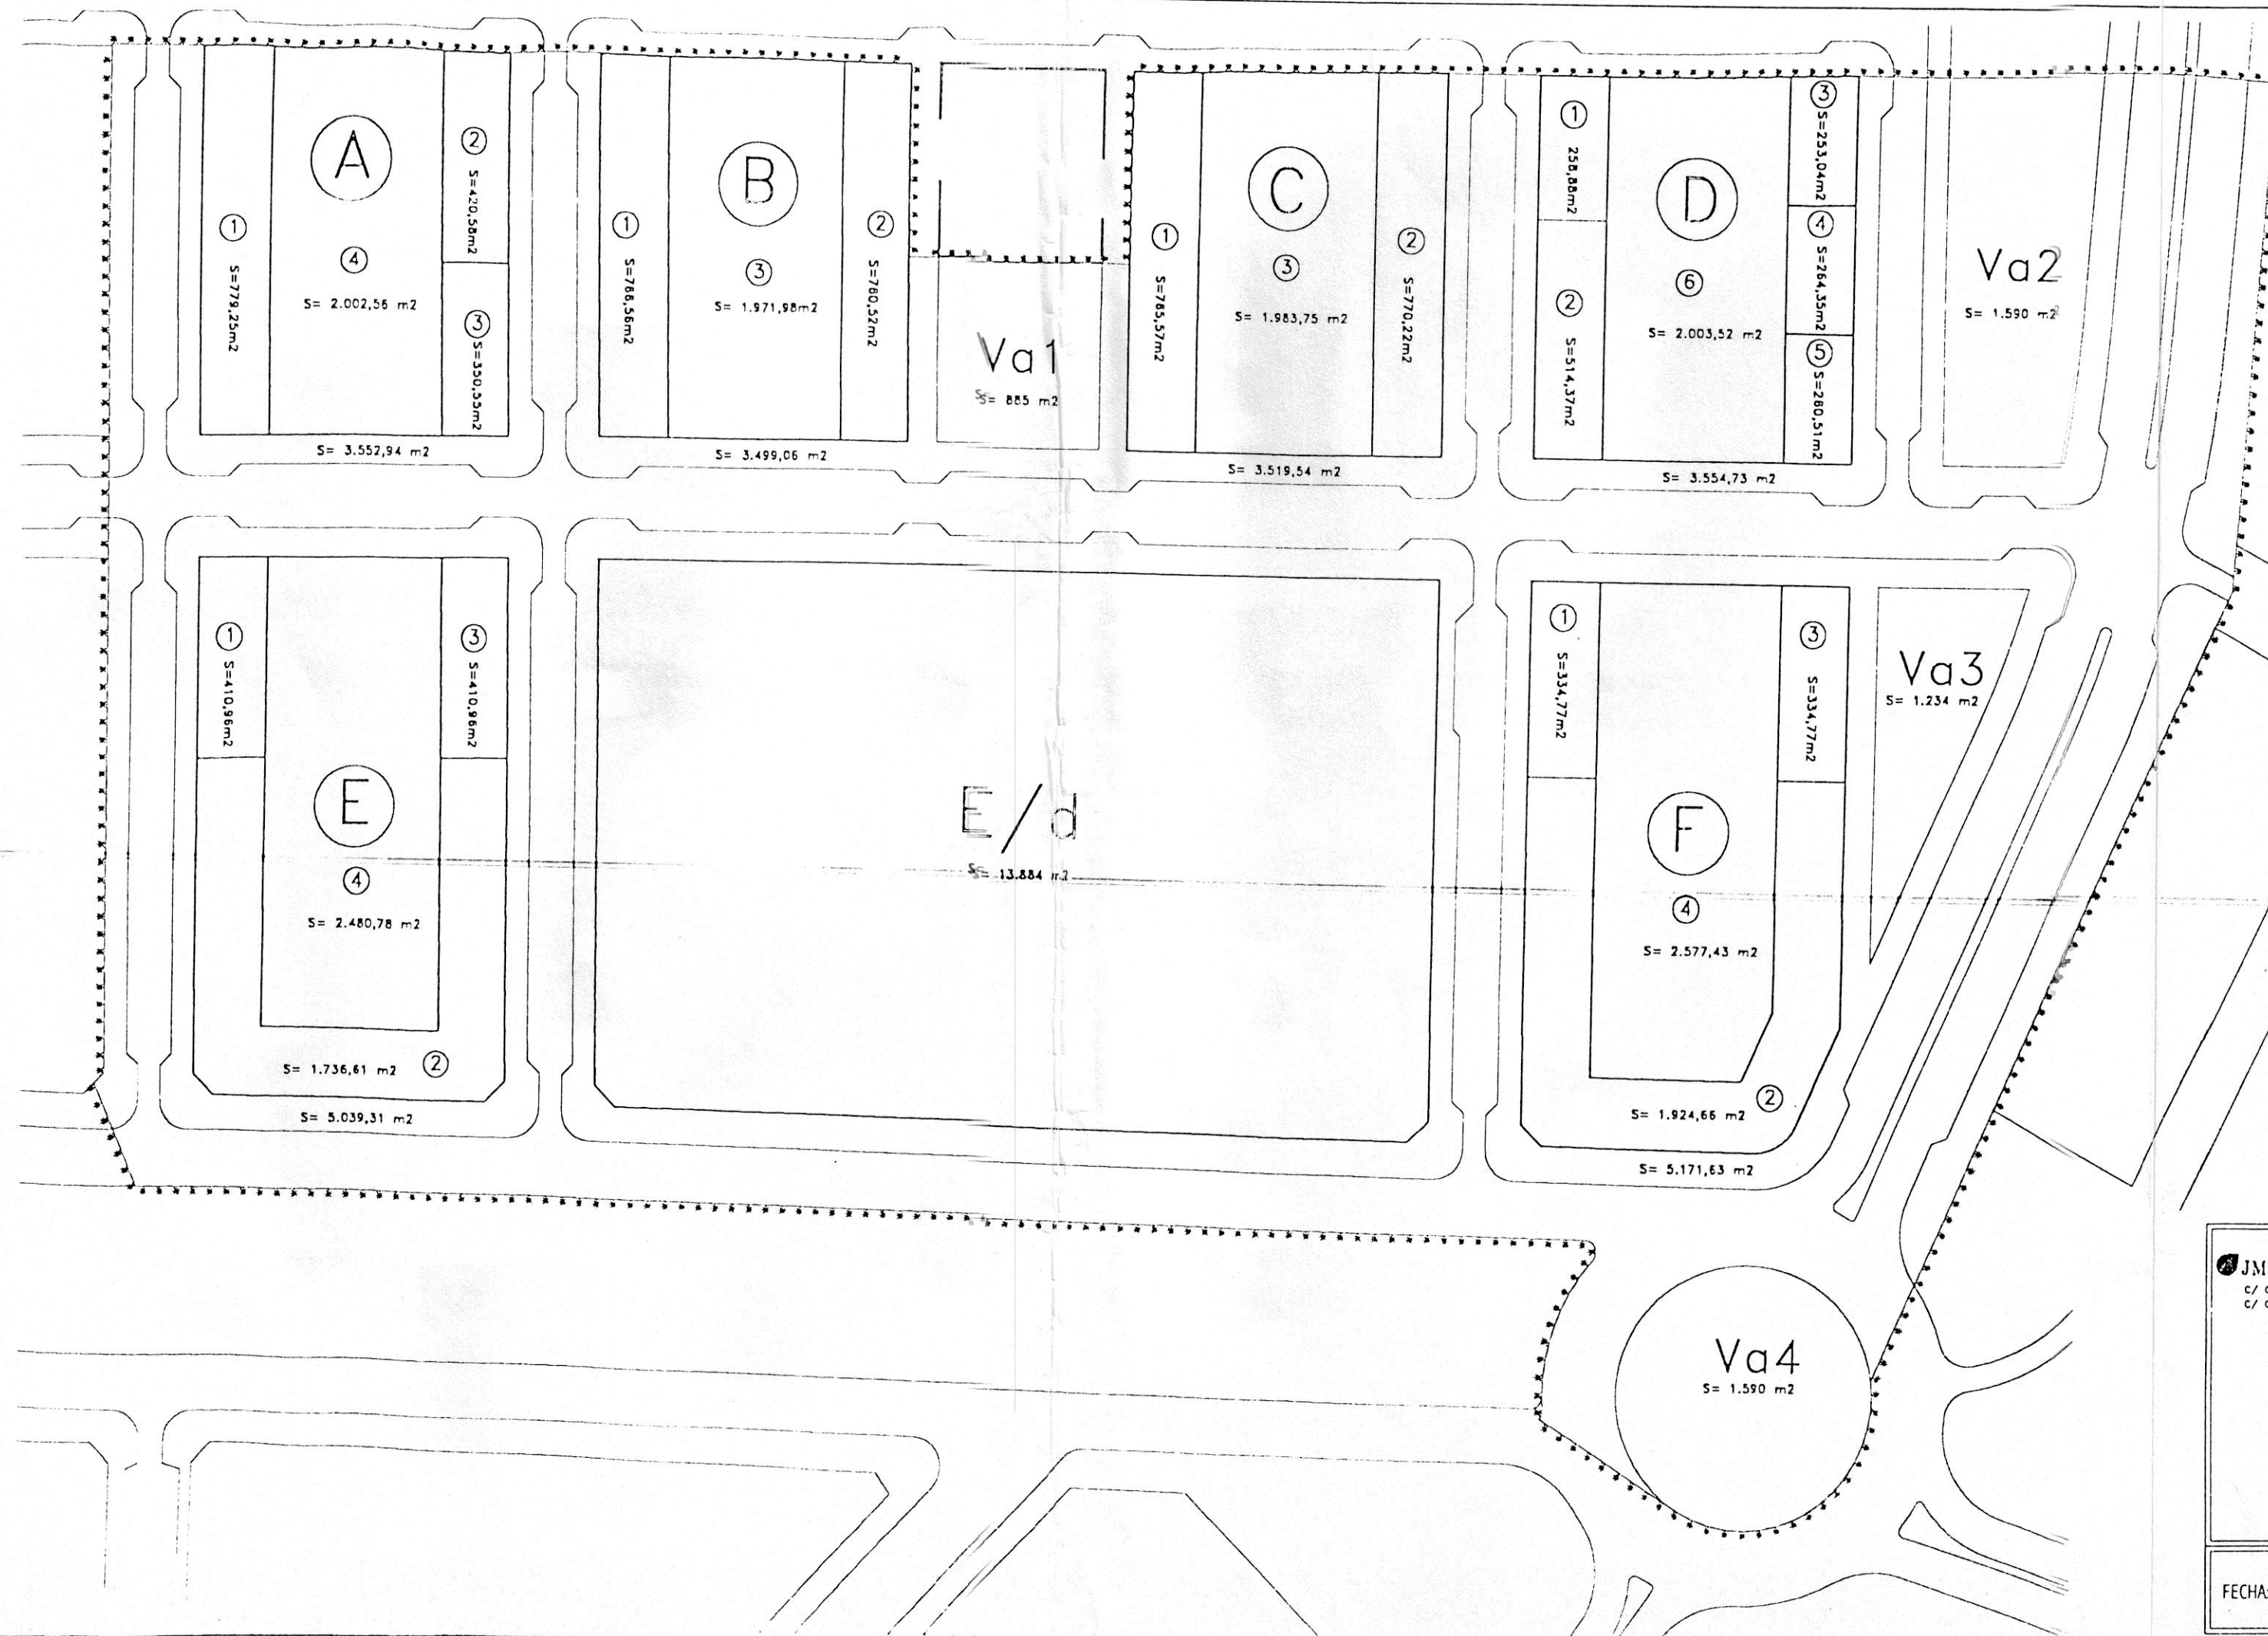 A
1
S=779,25m2
4
S= 2.002,56 m2
2
S=420,58m2
3
S=350,55m2
S= 3.552,94 m2
B
1
S=766,56m2
3
S= 1.971,98m2
2
S=760,52m2
S= 3.499,06 m2
Va1
S= 885 m2
C
1
S=765,57m2
3
S= 1.983,75 m2
2
S=770,22m2
S= 3.519,54 m2
D
1
258,88m2
2
S=514,37m2
6
S= 2.003,52 m2
3
S=253,04m2
4
S=264,35m2
5
S=260,51m2
S= 3.554,73 m2
Va2
S= 1.590 m2
E
1
S=410,96m2
3
S=410,96m2
4
S= 2.480,78 m2
S= 1.736,61 m2
2
S= 5.039,31 m2
E/d
S= 13.884 m2
F
1
S=334,77m2
3
S=334,77m2
4
S= 2.577,43 m2
S= 1.924,66 m2
2
S= 5.171,63 m2
Va3
S= 1.234 m2
Va4
S= 1.590 m2
JM
C/
C/
FECHA: